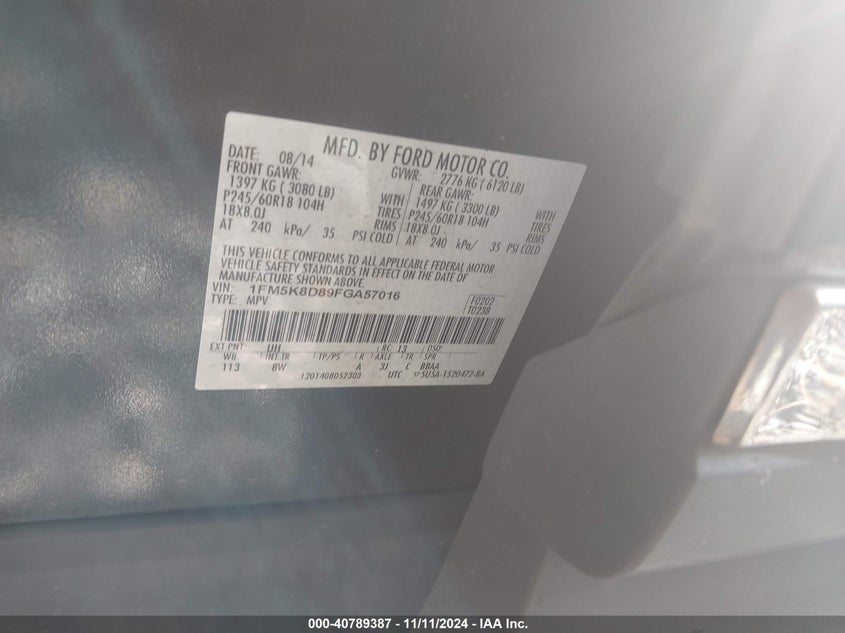 MFD. BY FORD MOTOR CO.
DATE: 08/14
GVWR: 2776 KG ( 6120 LB)
FRONT GAWR:
REAR GAWR:
1397 KG ( 3080 LB)
WITH
1497 KG ( 3300 LB)
WITH
P245/60R18 104H
TIRES
P245/60R18 104H
TIRES
18X8.0J
RIMS
18X8.0J
RIMS
AT 240 kPa/ 35 PSI COLD
AT 240 kPa/ 35 PSI COLD
THIS VEHICLE CONFORMS TO ALL APPLICABLE FEDERAL MOTOR
VEHICLE SAFETY STANDARDS IN EFFECT ON THE DATE OF
MANUFACTURE SHOWN ABOVE.
VIN: 1FM5K8D89FGA57016
TYPE: MPV
F0202
T0238
EXT PNT: UH RC: 13 DSO:
WB INT TR TP/PS R AXLE TR SPR
113 8W A 3J C BBAA
1201408052303 UTC ▽5U5A-1520472-BA
000-40789387 - 11/11/2024 - IAA Inc.